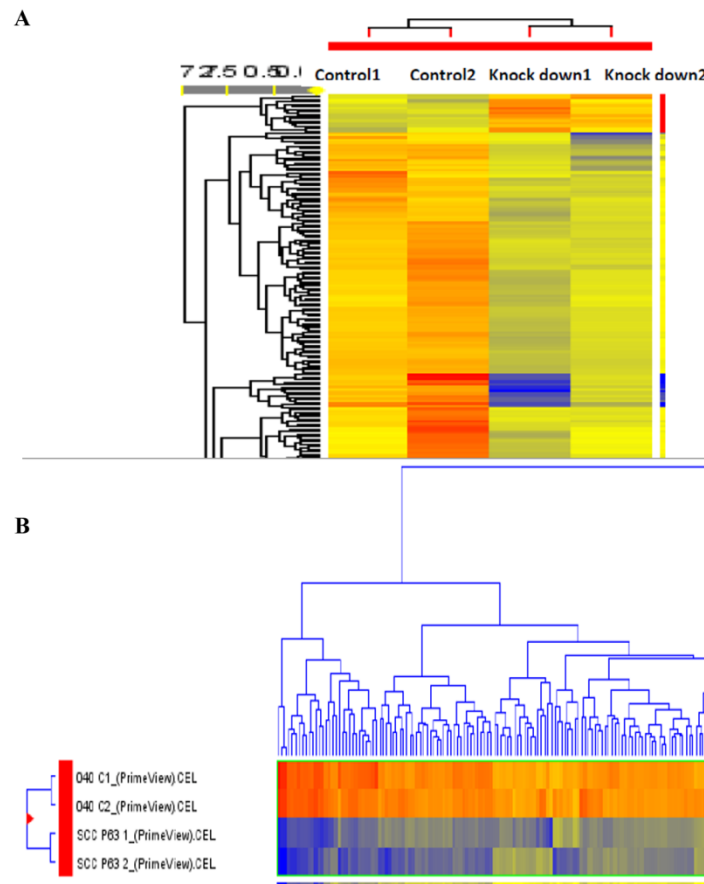 A
Control1 Control2 Knock down1 Knock down2
B
040 C1_(PrimeView).CEL
040 C2_(PrimeView).CEL
SCC P63 1_(PrimeView).CEL
SCC P63 2_(PrimeView).CEL